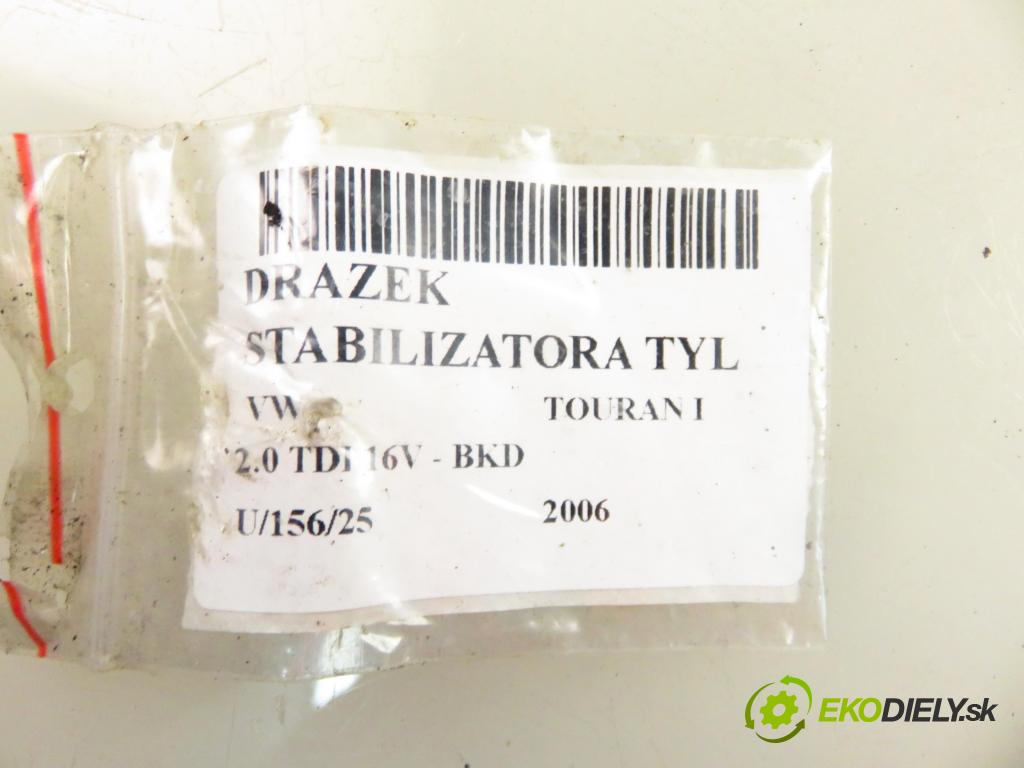 DRAZEK
STABILIZATORA TYL
VW TOURAN I
2.0 TDI 16V - BKD
U/156/25 2006
EKODIELY.sk